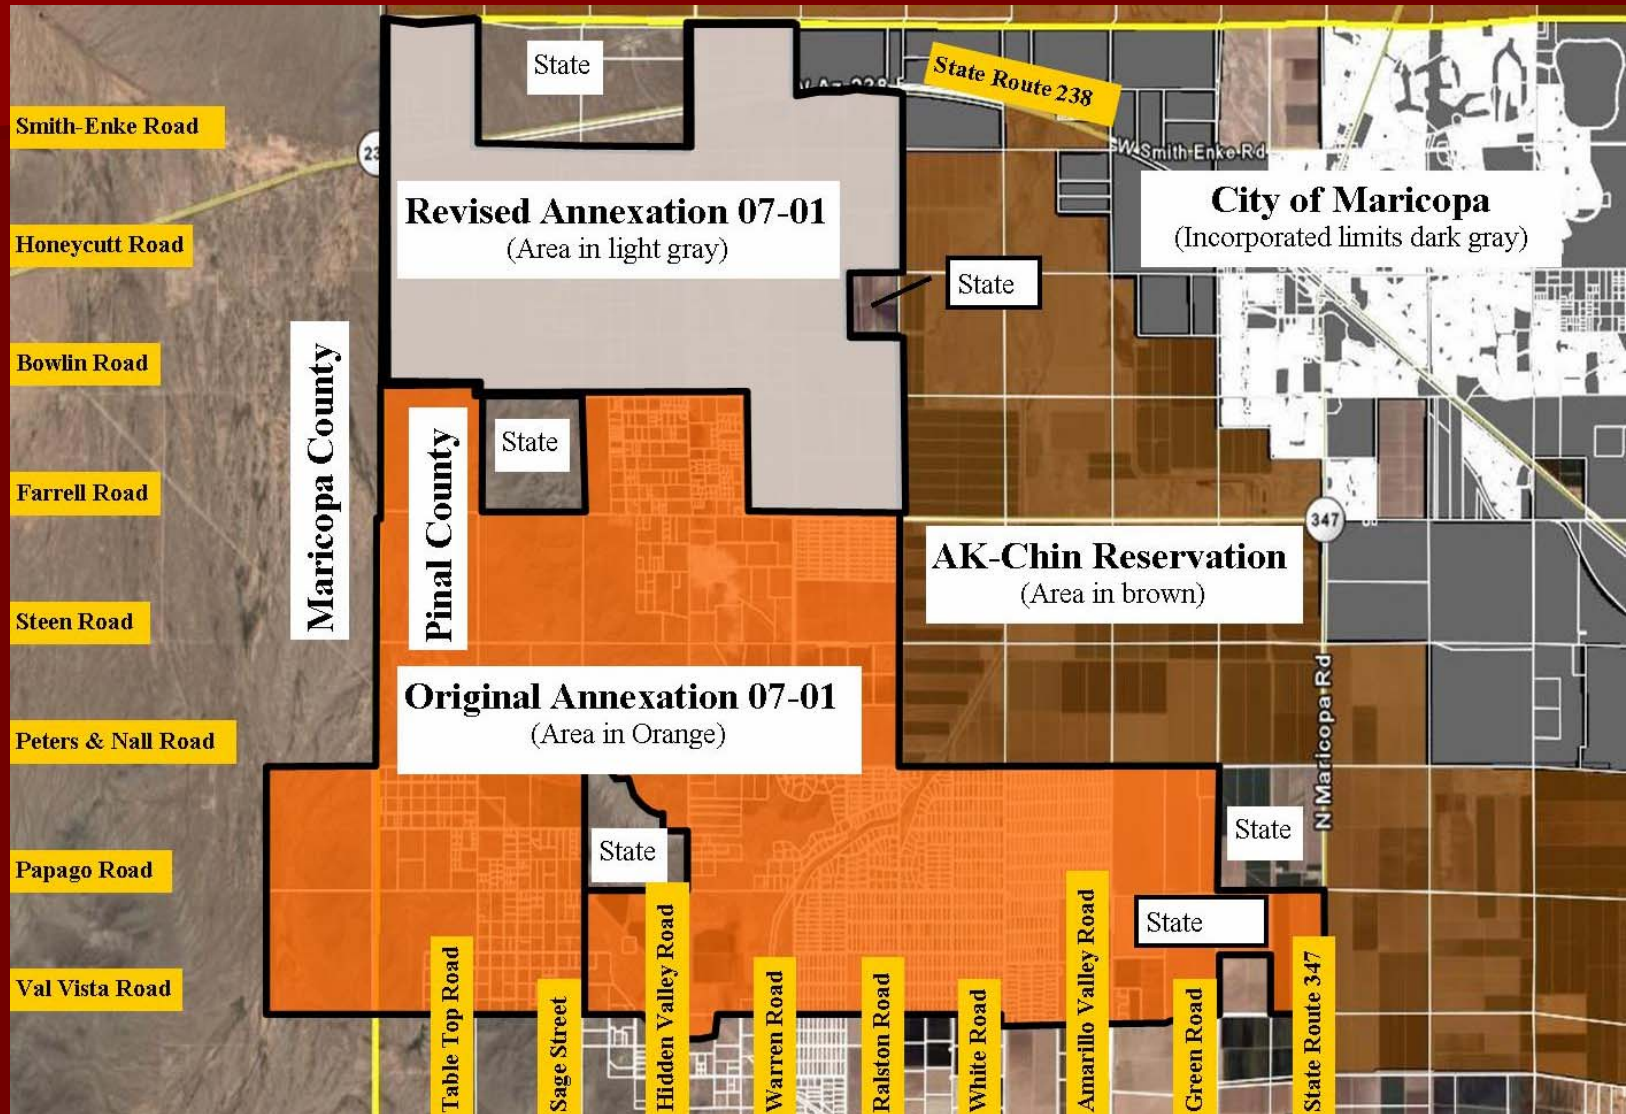 State
State Route 238
Smith-Enke Road
W Smith Enke Rd
Revised Annexation 07-01
(Area in light gray)
City of Maricopa
(Incorporated limits dark gray)
Honeycutt Road
State
Bowlin Road
Maricopa County
Pinal County
State
Farrell Road
347
AK-Chin Reservation
(Area in brown)
Steen Road
Original Annexation 07-01
(Area in Orange)
N Maricopa Rd
Peters & Nall Road
State
State
Papago Road
State
Val Vista Road
Table Top Road
Sage Street
Hidden Valley Road
Warren Road
Ralston Road
White Road
Amarillo Valley Road
Green Road
State Route 347